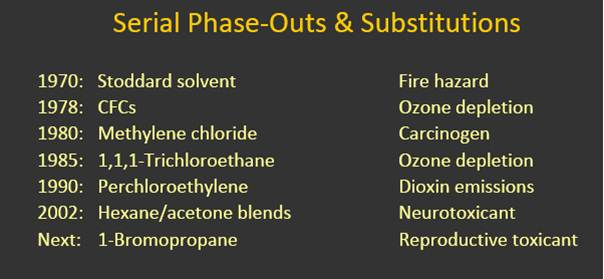 Serial Phase-Outs & Substitutions
1970: Stoddard solvent Fire hazard
1978: CFCs Ozone depletion
1980: Methylene chloride Carcinogen
1985: 1,1,1-Trichloroethane Ozone depletion
1990: Perchloroethylene Dioxin emissions
2002: Hexane/acetone blends Neurotoxicant
Next: 1-Bromopropane Reproductive toxicant